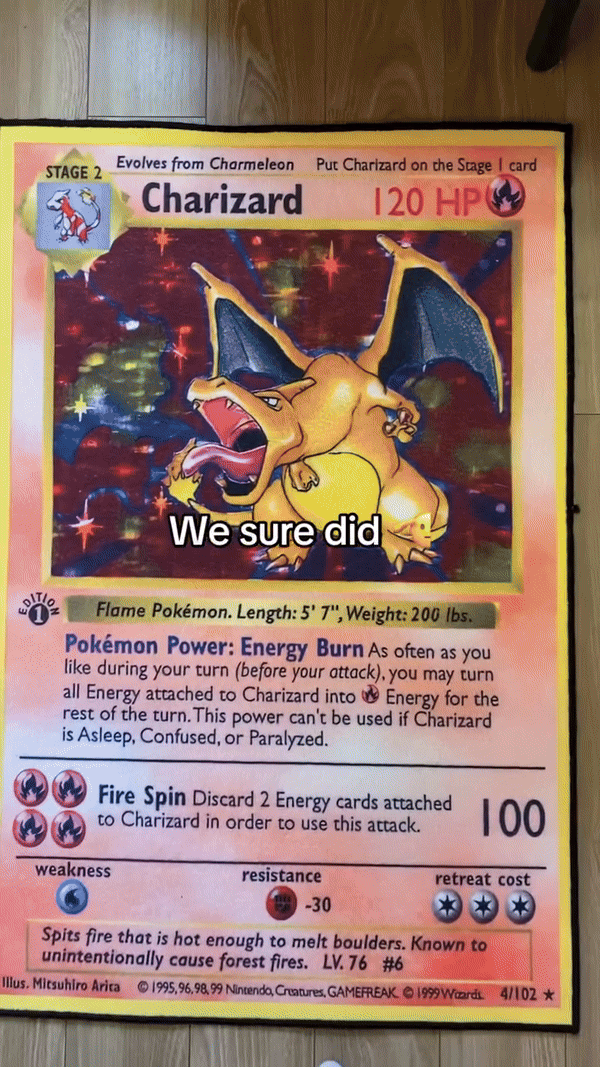 Evolves from Charmeleon Put Charizard on the Stage 1 card
STAGE 2
Charizard 120 HP
We sure did
EDITION
1
Flame Pokémon. Length: 5' 7", Weight: 200 lbs.
Pokémon Power: Energy Burn As often as you
like during your turn (before your attack), you may turn
all Energy attached to Charizard into Energy for the
rest of the turn. This power can't be used if Charizard
is Asleep, Confused, or Paralyzed.
Fire Spin Discard 2 Energy cards attached
to Charizard in order to use this attack.
100
weakness
resistance
retreat cost
-30
Spits fire that is hot enough to melt boulders. Known to
unintentionally cause forest fires. LV. 76 #6
Illus. Mitsuhiro Arita © 1995, 96, 98, 99 Nintendo, Creatures, GAMEFREAK. © 1999 Wizards. 4/102 ★